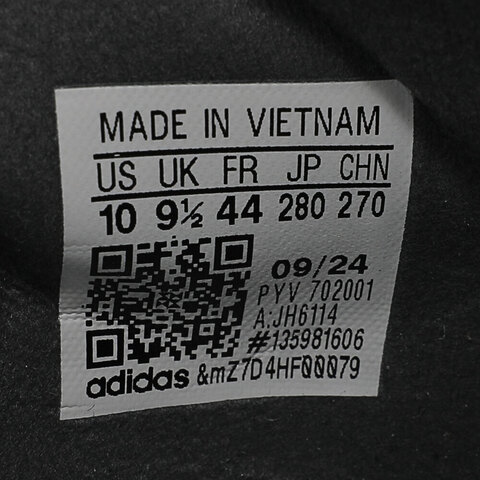 MADE IN VIETNAM
US UK FR JP CHN
10 9½ 44 280 270
09/24
PYV 702001
A:JH6114
#135981606
adidas &mZ7D4HF00079